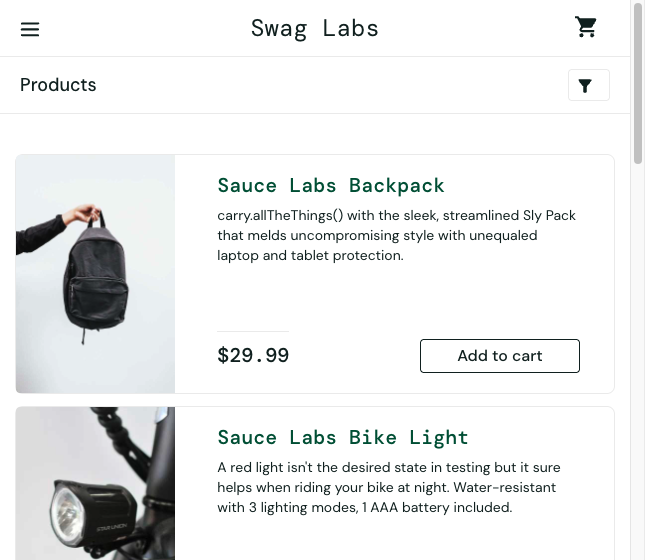 Swag Labs
Products
Sauce Labs Backpack
carry.allTheThings() with the sleek, streamlined Sly Pack
that melds uncompromising style with unequaled
laptop and tablet protection.
$29.99
Add to cart
Sauce Labs Bike Light
A red light isn't the desired state in testing but it sure
helps when riding your bike at night. Water-resistant
with 3 lighting modes, 1 AAA battery included.